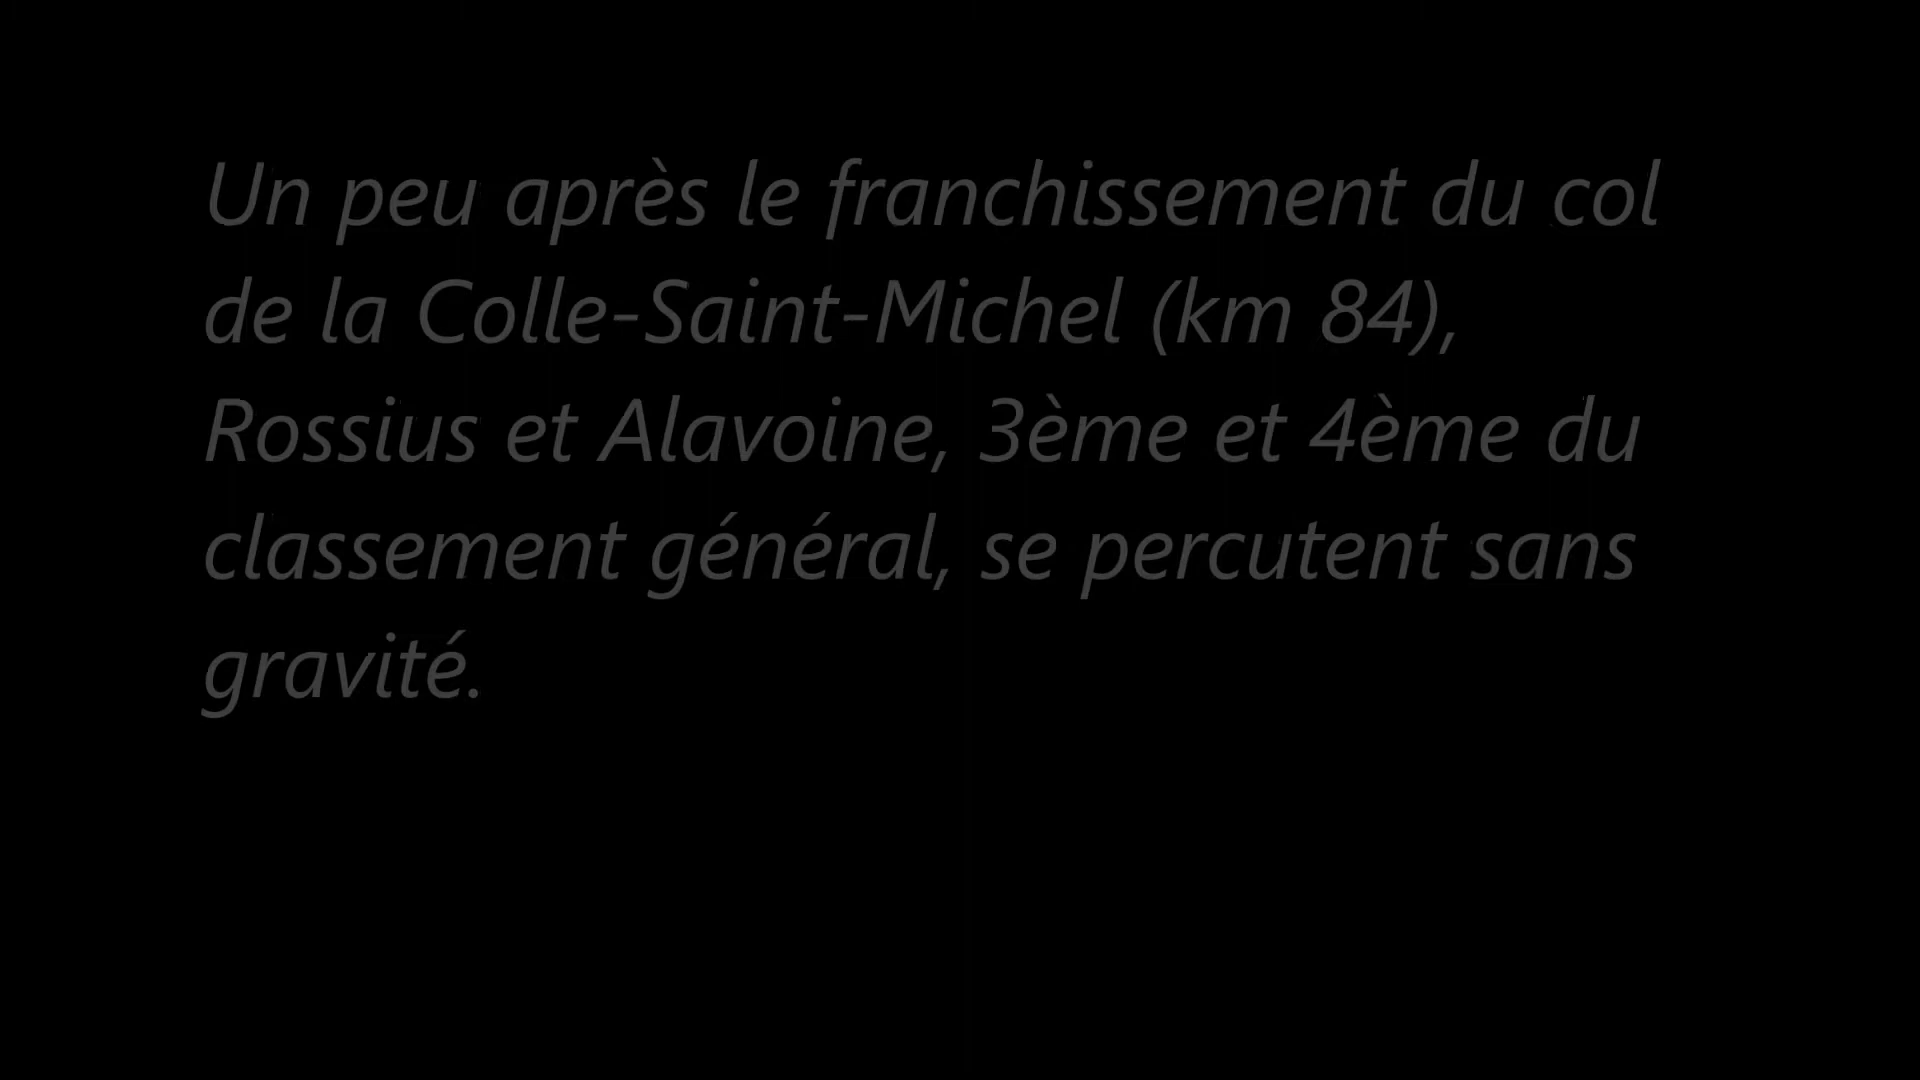 Un peu après le franchissement du col
de la Colle-Saint-Michel (km 84),
Rossius et Alavoine, 3ème et 4ème du
classement général, se percutent sans
gravité.